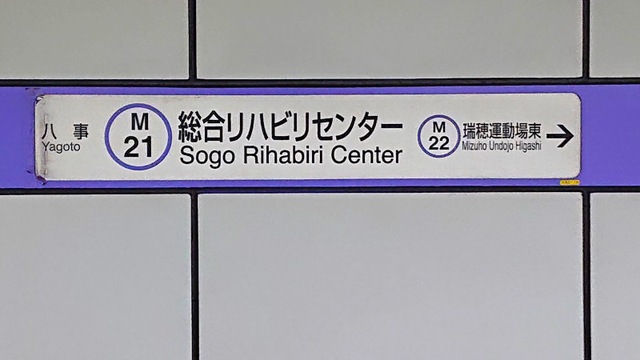 八事
Yagoto
M
21
総合リハビリセンター
Sogo Rihabiri Center
M
22
瑞穂運動場東
Mizuho Undojo Higashi
→